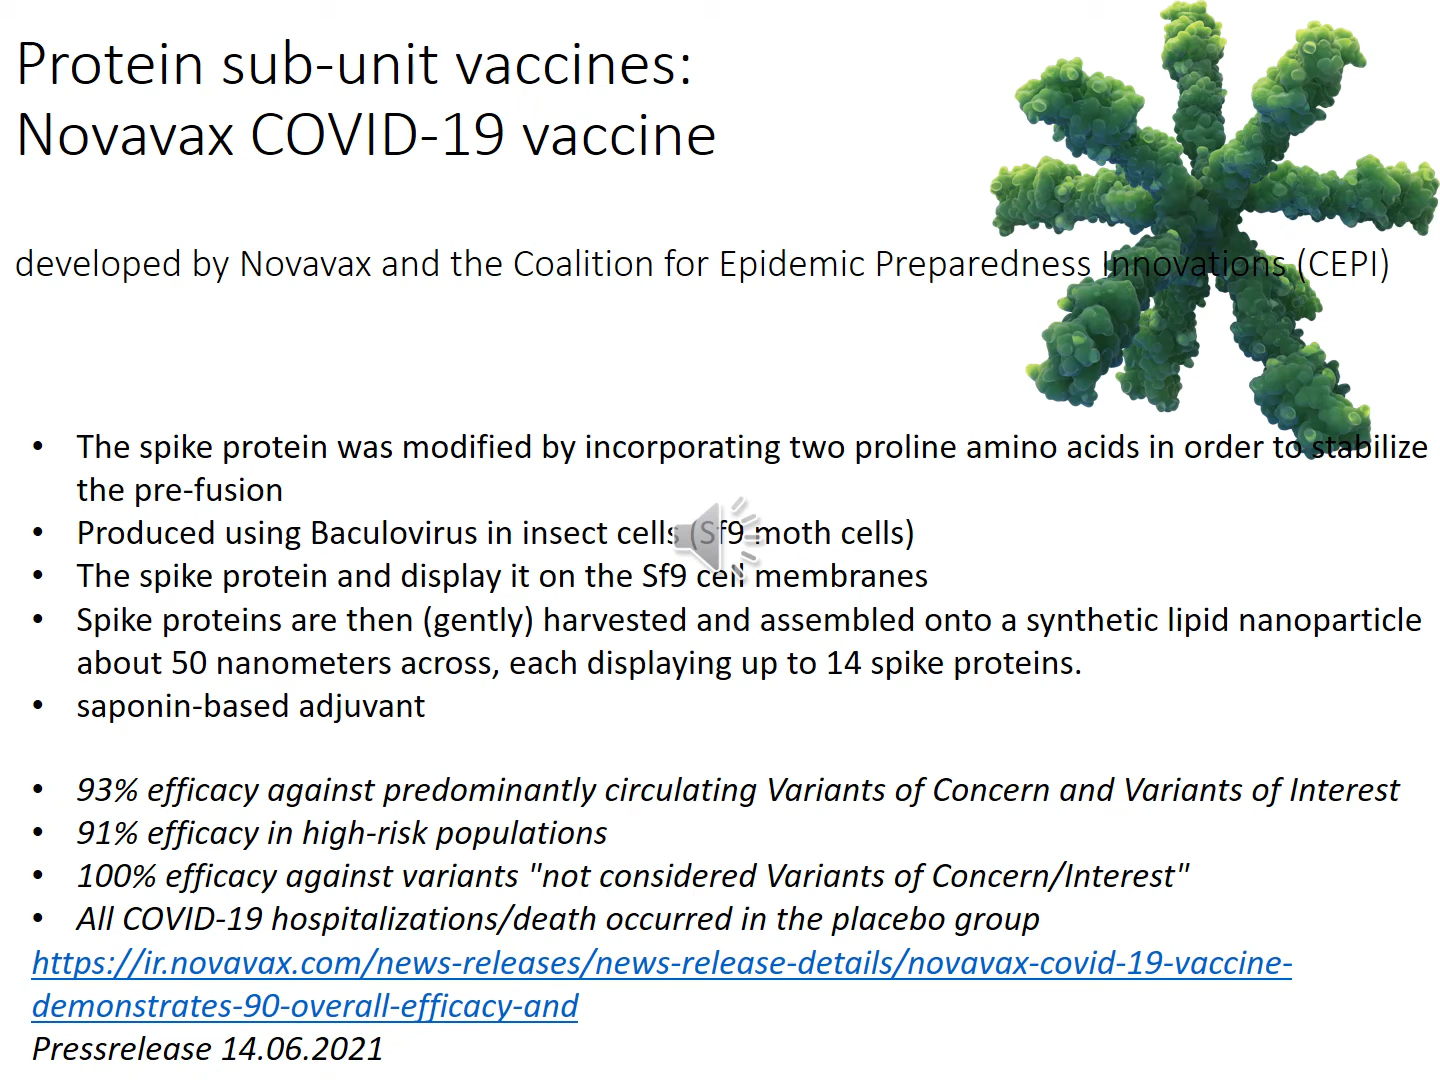 Protein sub-unit vaccines:
Novavax COVID-19 vaccine
developed by Novavax and the Coalition for Epidemic Preparedness Innovations (CEPI)
• The spike protein was modified by incorporating two proline amino acids in order to stabilize
the pre-fusion
• Produced using Baculovirus in insect cells (Sf9 moth cells)
• The spike protein and display it on the Sf9 cell membranes
• Spike proteins are then (gently) harvested and assembled onto a synthetic lipid nanoparticle
about 50 nanometers across, each displaying up to 14 spike proteins.
• saponin-based adjuvant
• 93% efficacy against predominantly circulating Variants of Concern and Variants of Interest
• 91% efficacy in high-risk populations
• 100% efficacy against variants "not considered Variants of Concern/Interest"
• All COVID-19 hospitalizations/death occurred in the placebo group
https://ir.novavax.com/news-releases/news-release-details/novavax-covid-19-vaccine-
demonstrates-90-overall-efficacy-and
Pressrelease 14.06.2021